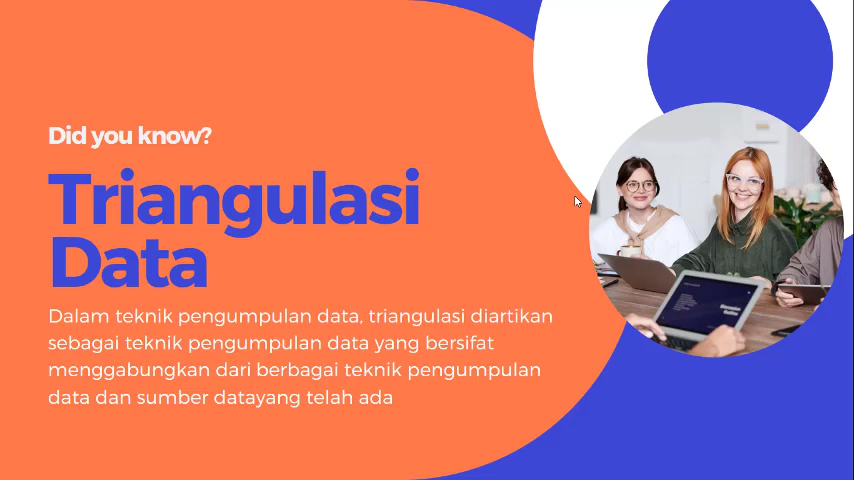 Did you know?
Triangulasi
Data
Dalam teknik pengumpulan data, triangulasi diartikan
sebagai teknik pengumpulan data yang bersifat
menggabungkan dari berbagai teknik pengumpulan
data dan sumber datayang telah ada